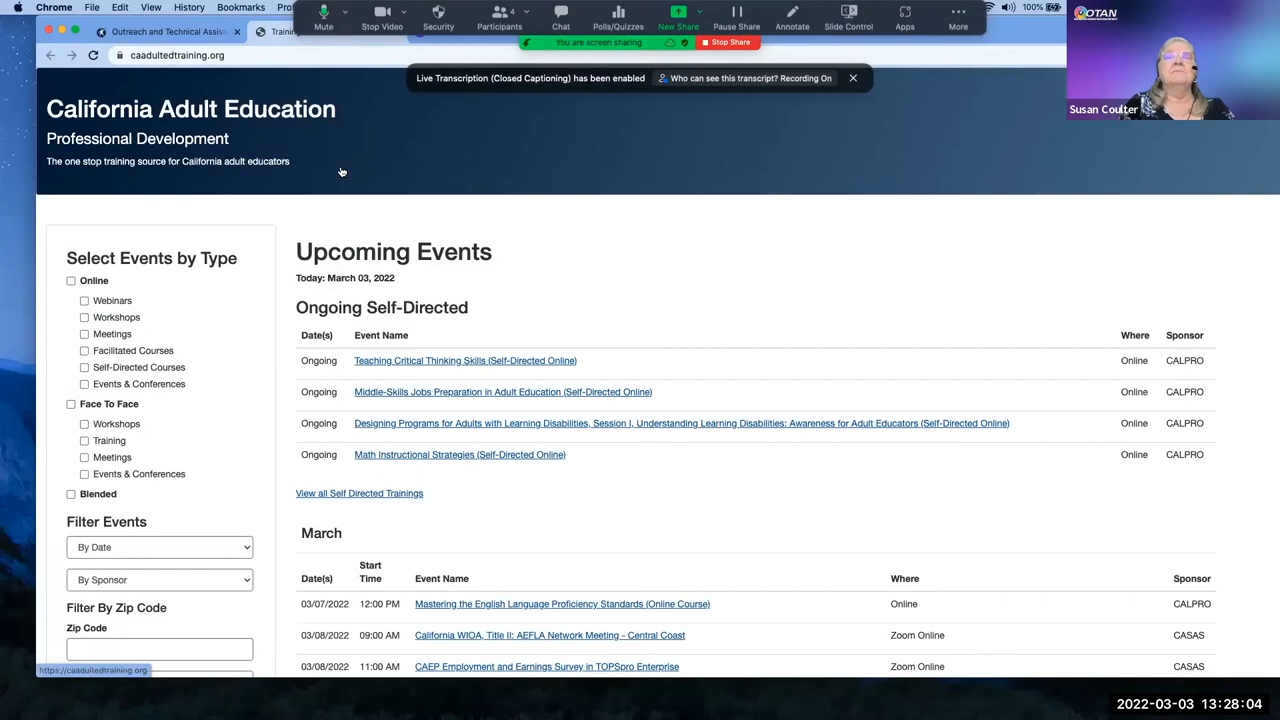 Chrome File Edit View History Bookmarks
Mute
Stop Video
Security
Participants
4
Chat
Polls/Quizzes
New Share
Pause Share
Annotate
Slide Control
Apps
More
100%
OTAN
You are screen sharing
Stop Share
Outreach and Technical Assist
caadultedtraining.org
Live Transcription (Closed Captioning) has been enabled
Who can see this transcript? Recording On
Susan Coulter
California Adult Education
Professional Development
The one stop training source for California adult educators
Select Events by Type
Online
Webinars
Workshops
Meetings
Facilitated Courses
Self-Directed Courses
Events & Conferences
Face To Face
Workshops
Training
Meetings
Events & Conferences
Blended
Filter Events
By Date
By Sponsor
Filter By Zip Code
Zip Code
https://caadultedtraining.org
Upcoming Events
Today: March 03, 2022
Ongoing Self-Directed
Date(s) Event Name Where Sponsor
Ongoing Teaching Critical Thinking Skills (Self-Directed Online) Online CALPRO
Ongoing Middle-Skills Jobs Preparation in Adult Education (Self-Directed Online) Online CALPRO
Ongoing Designing Programs for Adults with Learning Disabilities, Session I, Understanding Learning Disabilities: Awareness for Adult Educators (Self-Directed Online) Online CALPRO
Ongoing Math Instructional Strategies (Self-Directed Online) Online CALPRO
View all Self Directed Trainings
March
Date(s) Start Time Event Name Where Sponsor
03/07/2022 12:00 PM Mastering the English Language Proficiency Standards (Online Course) Online CALPRO
03/08/2022 09:00 AM California WIOA, Title II: AEFLA Network Meeting - Central Coast Zoom Online CASAS
03/08/2022 11:00 AM CAEP Employment and Earnings Survey in TOPSpro Enterprise Zoom Online CASAS
2022-03-03 13:28:04